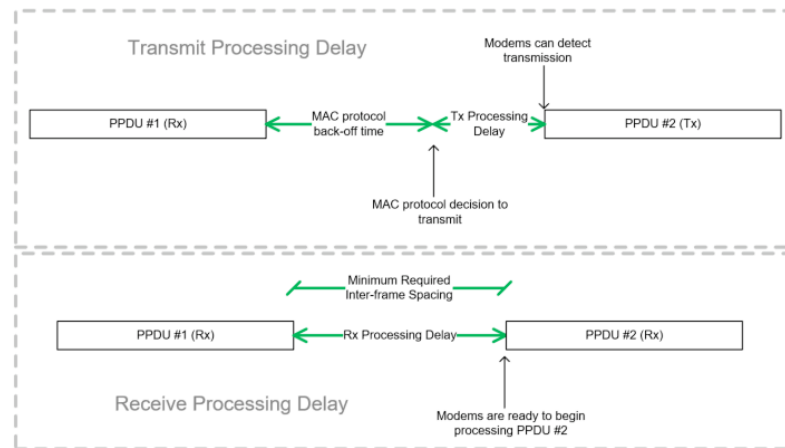 Transmit Processing Delay
Modems can detect
transmission
PPDU #1 (Rx)
MAC protocol
back-off time
Tx Processing
Delay
PPDU #2 (Tx)
MAC protocol decision to
transmit
Minimum Required
Inter-frame Spacing
PPDU #1 (Rx)
Rx Processing Delay
PPDU #2 (Rx)
Receive Processing Delay
Modems are ready to begin
processing PPDU #2